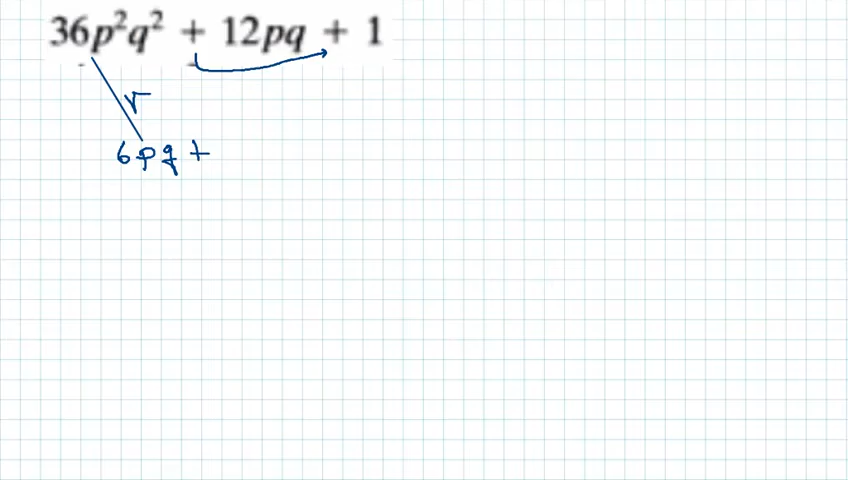 36p²q² + 12pq + 1
√
6pq +